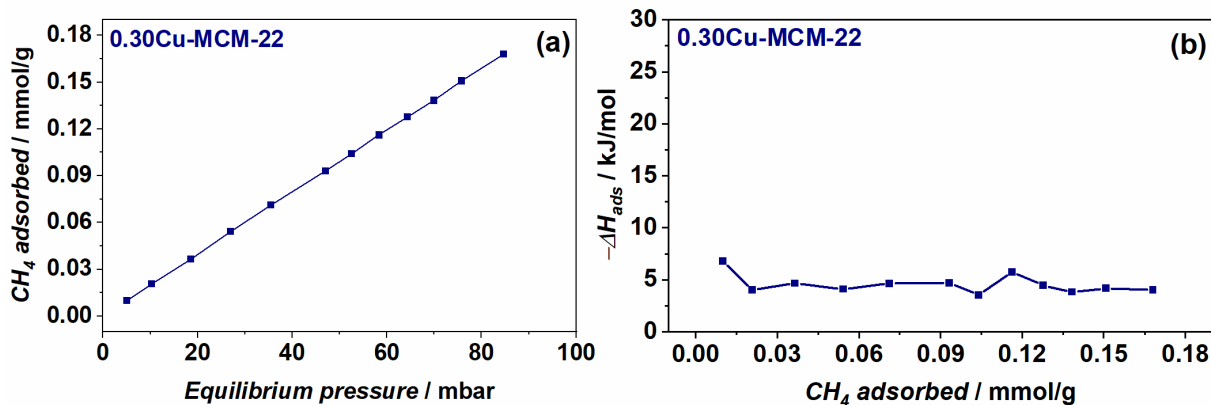 0.30Cu-MCM-22
(a)
CH₄ adsorbed / mmol/g
0.18
0.15
0.12
0.09
0.06
0.03
0.00
0 20 40 60 80 100
Equilibrium pressure / mbar
0.30Cu-MCM-22
(b)
−ΔHads / kJ/mol
30
25
20
15
10
5
0
0.00 0.03 0.06 0.09 0.12 0.15 0.18
CH₄ adsorbed / mmol/g